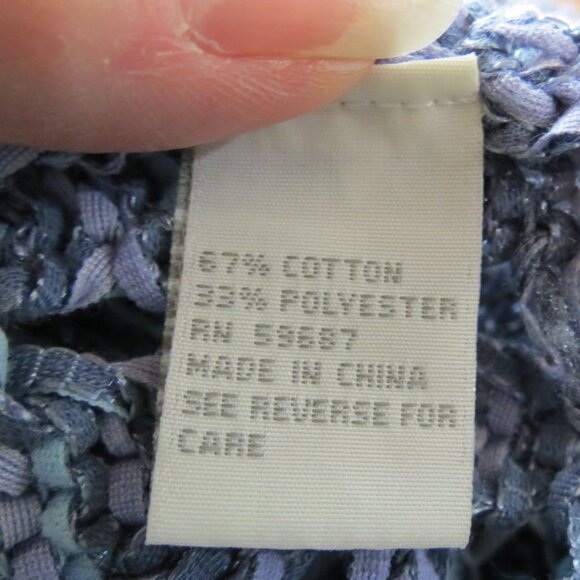 67% COTTON
33% POLYESTER
RN 59687
MADE IN CHINA
SEE REVERSE FOR
CARE